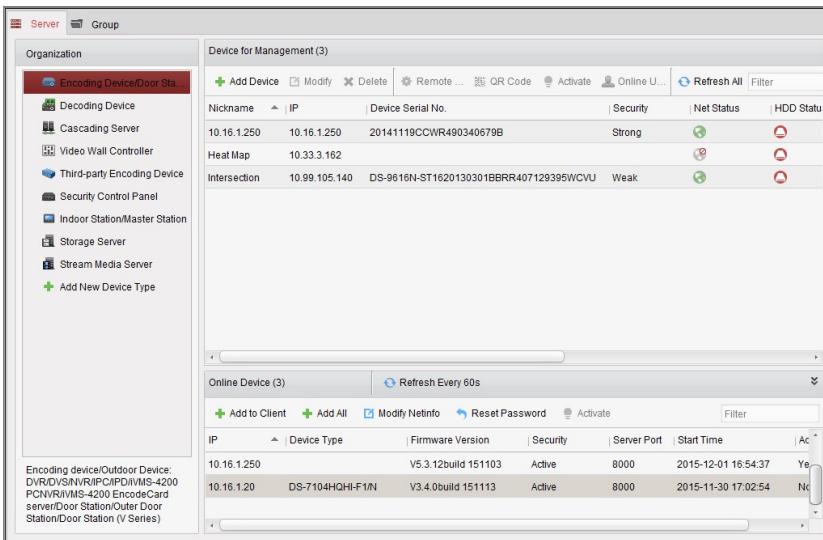 Server Group
Organization
Encoding Device/Door Sta...
Decoding Device
Cascading Server
Video Wall Controller
Third-party Encoding Device
Security Control Panel
Indoor Station/Master Station
Storage Server
Stream Media Server
Add New Device Type
Encoding device/Outdoor Device:
DVR/DVS/NVR/IPC/IPD/iVMS-4200
PCNVR/iVMS-4200 EncodeCard
server/Door Station/Outer Door
Station/Door Station (V Series)
Device for Management (3)
Add Device Modify Delete Remote ... QR Code Activate Online U... Refresh All Filter
Nickname IP Device Serial No. Security Net Status HDD Statu
10.16.1.250 10.16.1.250 20141119CCWR490340679B Strong
Heat Map 10.33.3.162
Intersection 10.99.105.140 DS-9616N-ST1620130301BBRR407129395WCVU Weak
Online Device (3) Refresh Every 60s
Add to Client Add All Modify Netinfo Reset Password Activate Filter
IP Device Type Firmware Version Security Server Port Start Time Ac
10.16.1.250 V5.3.12build 151103 Active 8000 2015-12-01 16:54:37 Ye
10.16.1.20 DS-7104HQHI-F1/N V3.4.0build 151113 Active 8000 2015-11-30 17:02:54 No